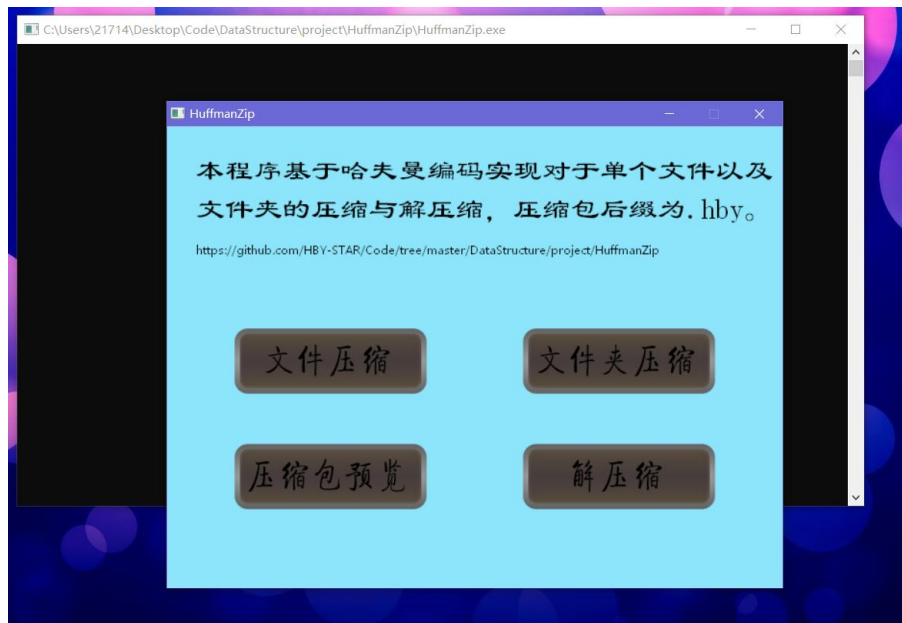 C:\Users\21714\Desktop\Code\DataStructure\project\HuffmanZip\HuffmanZip.exe
HuffmanZip
本程序基于哈夫曼编码实现对于单个文件以及
文件夹的压缩与解压缩，压缩包后缀为.hby。
https://github.com/HBY-STAR/Code/tree/master/DataStructure/project/HuffmanZip
文件压缩
文件夹压缩
压缩包预览
解压缩